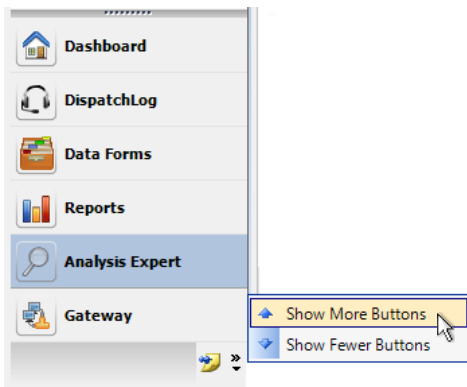 Dashboard
DispatchLog
Data Forms
Reports
Analysis Expert
Gateway
Show More Buttons
Show Fewer Buttons